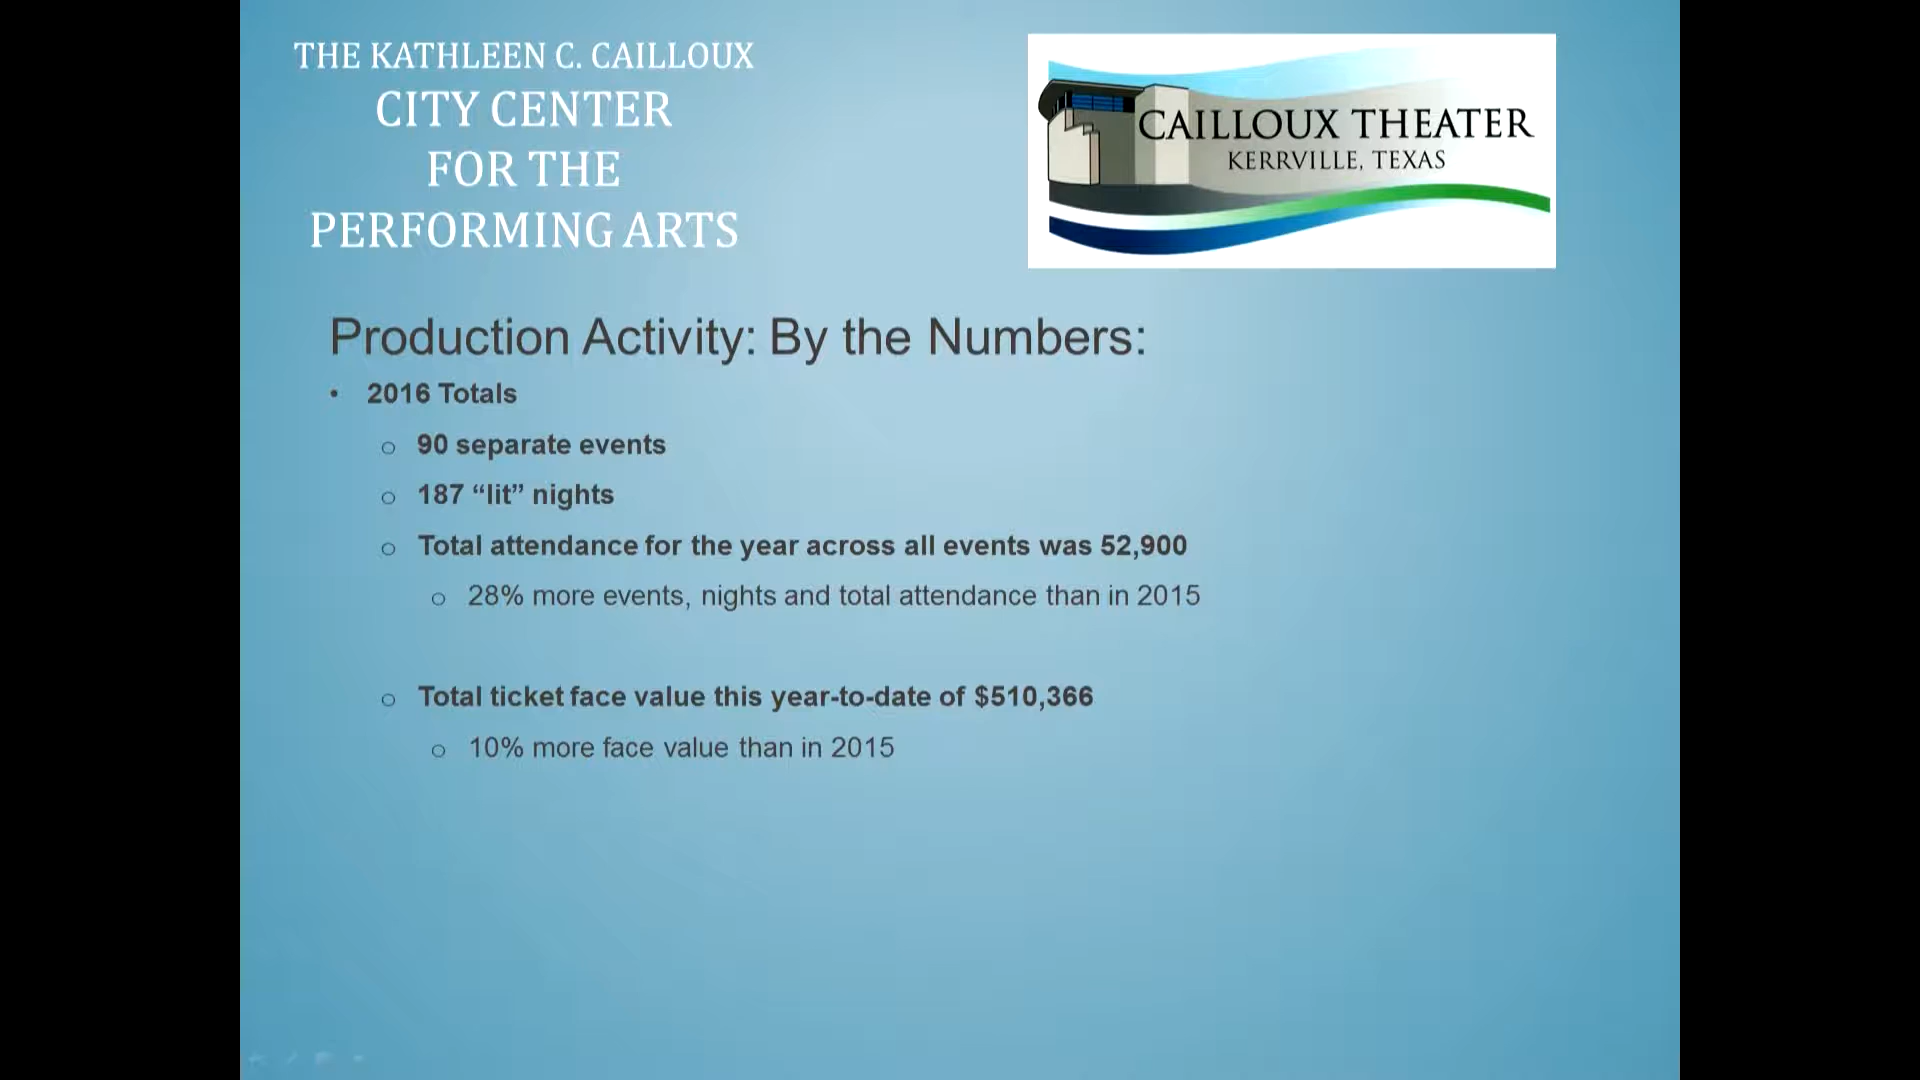 THE KATHLEEN C. CAILLOUX
CITY CENTER
FOR THE
PERFORMING ARTS
CAILLOUX THEATER
KERRVILLE, TEXAS
Production Activity: By the Numbers:
• 2016 Totals
o 90 separate events
o 187 “lit” nights
o Total attendance for the year across all events was 52,900
o 28% more events, nights and total attendance than in 2015
o Total ticket face value this year-to-date of $510,366
o 10% more face value than in 2015